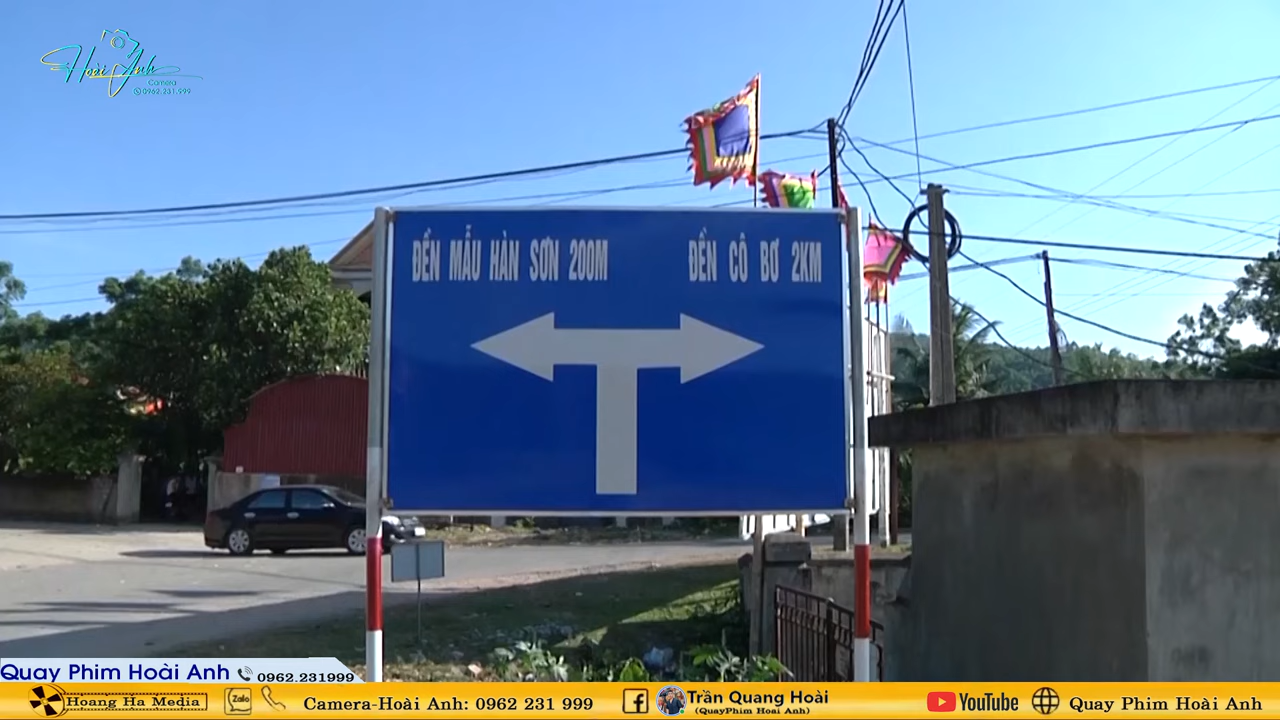 Hoài Anh
Camera
0962.231.999
ĐỀN MẪU HÀN SƠN 200M
ĐỀN CÔ BƠ 2KM
Quay Phim Hoài Anh 0962.231999
Hoang Ha Media
Zalo
Camera-Hoài Anh: 0962 231 999
Trần Quang Hoài
(QuayPhim Hoai Anh)
YouTube
Quay Phim Hoài Anh